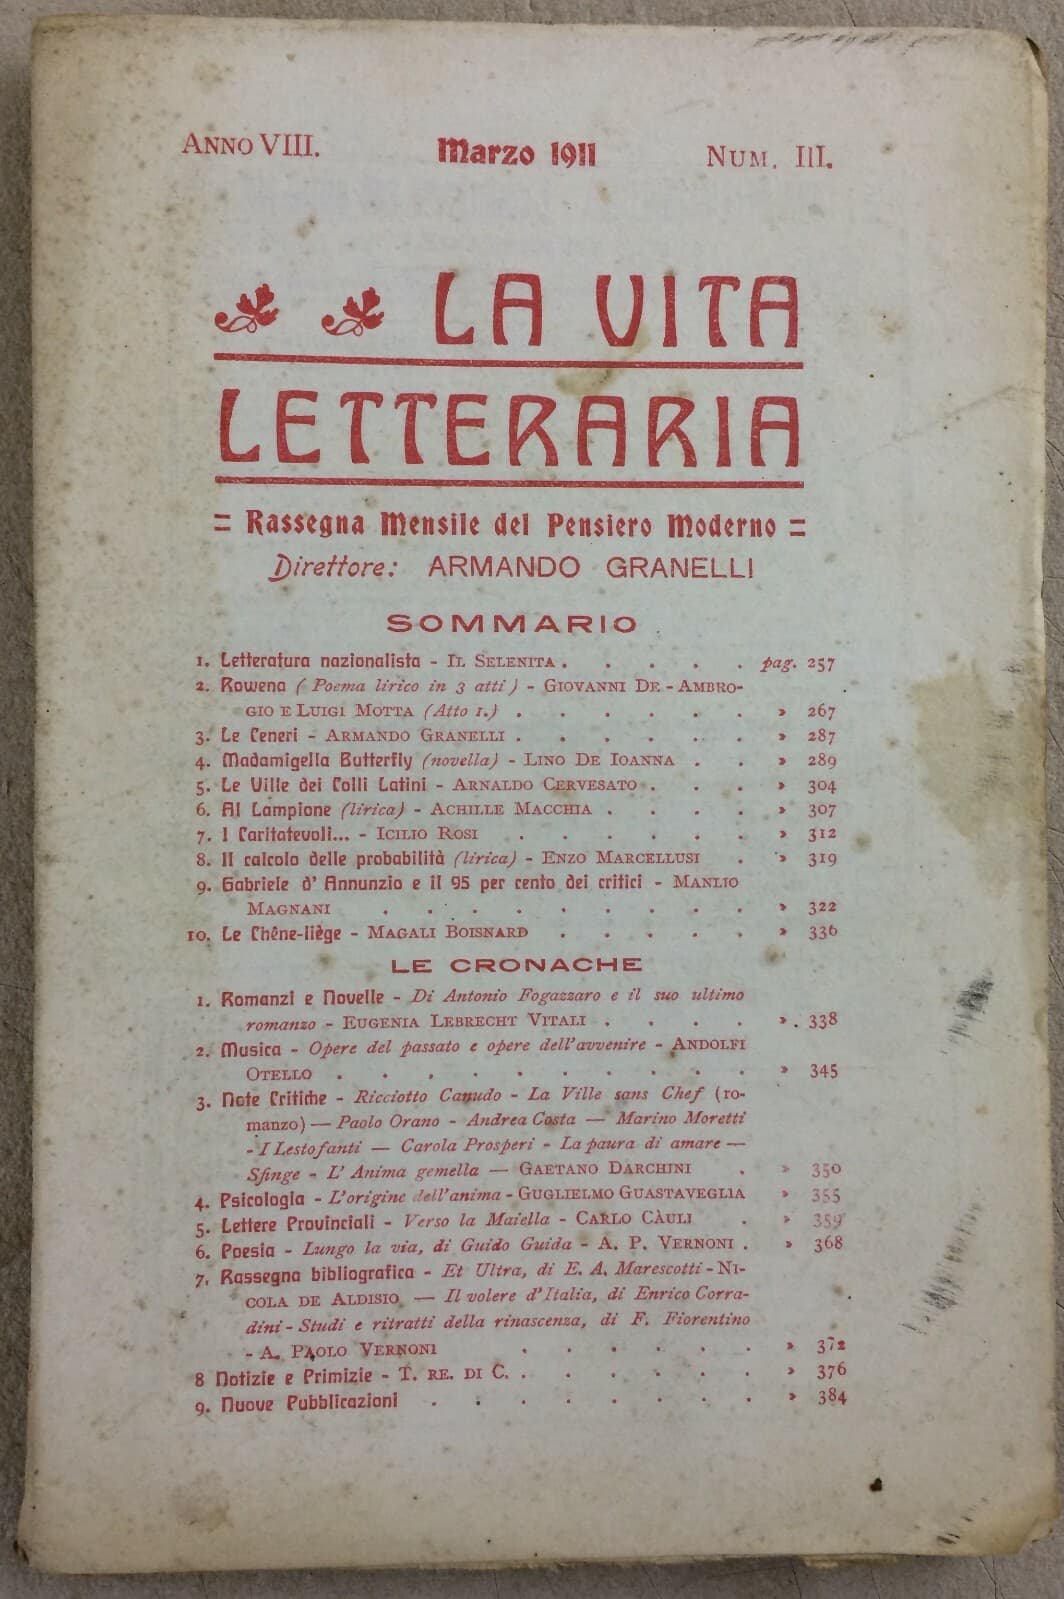 ANNO VIII. Marzo 1911 NUM. III.
LA VITA
LETTERARIA
= Rassegna Mensile del Pensiero Moderno =
Direttore: ARMANDO GRANELLI
SOMMARIO
1. Letteratura nazionalista - IL SELENITA . . . . . pag. 257
2. Rowena (Poema lirico in 3 atti) - GIOVANNI DE - AMBRO-
GIO E LUIGI MOTTA (Atto I.) . . . . . . » 267
3. Le Ceneri - ARMANDO GRANELLI . . . . . . » 287
4. Madamigella Butterfly (novella) - LINO DE IOANNA . . » 289
5. Le Ville dei Colli Latini - ARNALDO CERVESATO . . . » 304
6. Al Lampione (lirica) - ACHILLE MACCHIA . . . . » 307
7. I Caritatevoli... - ICILIO ROSI . . . . . . » 312
8. Il calcolo delle probabilità (lirica) - ENZO MARCELLUSI . » 319
9. Gabriele d' Annunzio e il 95 per cento dei critici - MANLIO
MAGNANI . . . . . . . . . » 322
10. Le Chêne-liège - MAGALI BOISNARD . . . . . » 336
LE CRONACHE
1. Romanzi e Novelle - Di Antonio Fogazzaro e il suo ultimo
romanzo - EUGENIA LEBRECHT VITALI . . . . ». 338
2. Musica - Opere del passato e opere dell'avvenire - ANDOLFI
OTELLO . . . . . . . . . . » 345
3. Note Critiche - Ricciotto Canudo - La Ville sans Chef (ro-
manzo) — Paolo Orano - Andrea Costa — Marino Moretti
- I Lestofanti — Carola Prosperi - La paura di amare —
Sfinge - L' Anima gemella — GAETANO DARCHINI . » 350
4. Psicologia - L'origine dell'anima - GUGLIELMO GUASTAVEGLIA » 355
5. Lettere Provinciali - Verso la Maiella - CARLO CÀULI . » 359
6. Poesia - Lungo la via, di Guido Guida - A. P. VERNONI . » 368
7. Rassegna bibliografica - Et Ultra, di E. A. Marescotti - NI-
COLA DE ALDISIO — Il volere d'Italia, di Enrico Corra-
dini - Studi e ritratti della rinascenza, di F. Fiorentino
- A. PAOLO VERNONI . . . . . . » 372
8 Notizie e Primizie - T. RE. DI C. . . . . . . » 376
9. Nuove Pubblicazioni . . . . . . . . » 384